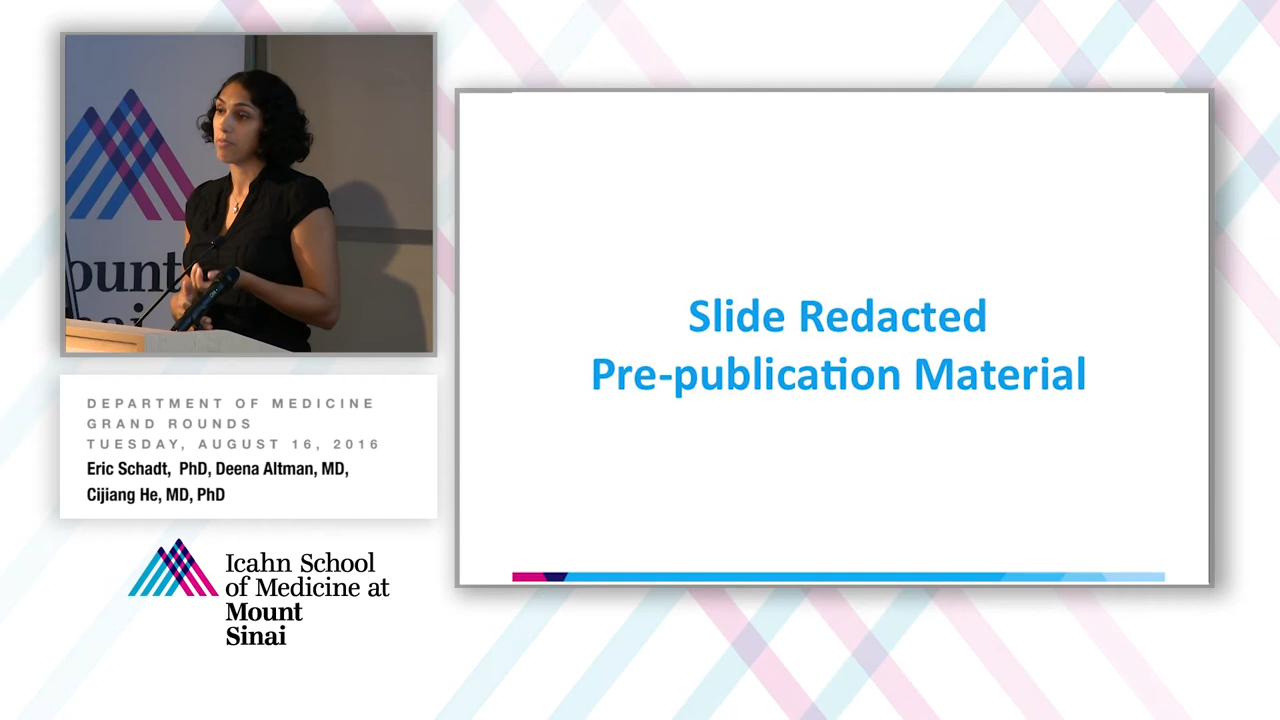 ount
DEPARTMENT OF MEDICINE
GRAND ROUNDS
TUESDAY, AUGUST 16, 2016
Eric Schadt, PhD, Deena Altman, MD,
Cijiang He, MD, PhD
Icahn School
of Medicine at
Mount
Sinai
Slide Redacted
Pre-publication Material